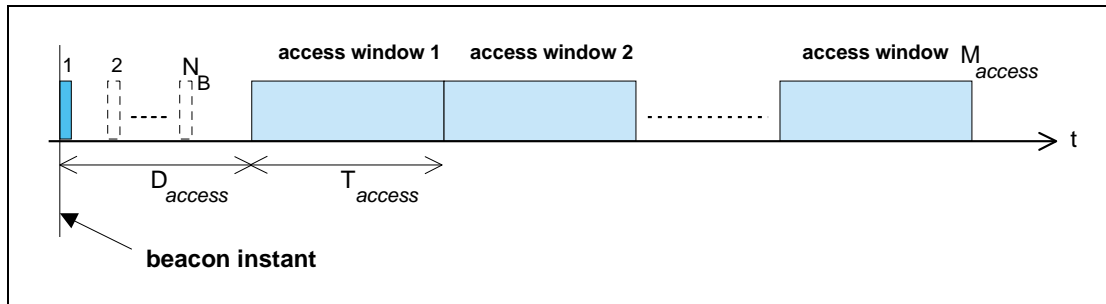 access window 1 access window 2 access window M access
1 2 N B
t
D access T access
beacon instant